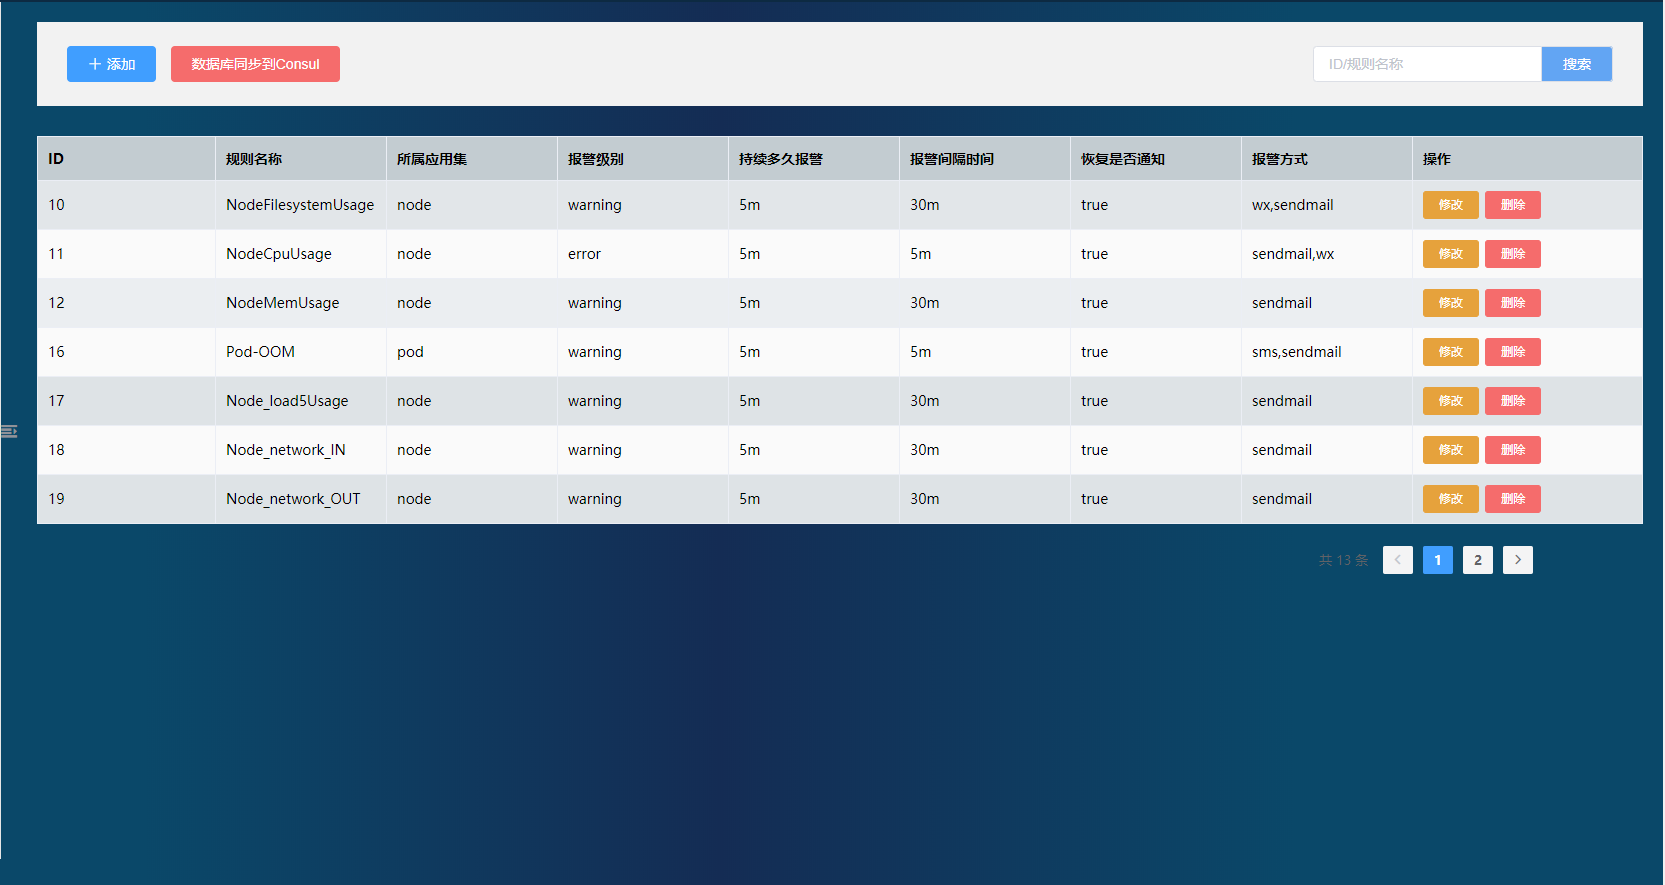 添加 数据库同步到Consul ID/规则名称 搜索
ID 规则名称 所属应用集 报警级别 持续多久报警 报警间隔时间 恢复是否通知 报警方式 操作
10 NodeFilesystemUsage node warning 5m 30m true wx,sendmail 修改 删除
11 NodeCpuUsage node error 5m 5m true sendmail,wx 修改 删除
12 NodeMemUsage node warning 5m 30m true sendmail 修改 删除
16 Pod-OOM pod warning 5m 5m true sms,sendmail 修改 删除
17 Node_load5Usage node warning 5m 30m true sendmail 修改 删除
18 Node_network_IN node warning 5m 30m true sendmail 修改 删除
19 Node_network_OUT node warning 5m 30m true sendmail 修改 删除
共 13 条 1 2